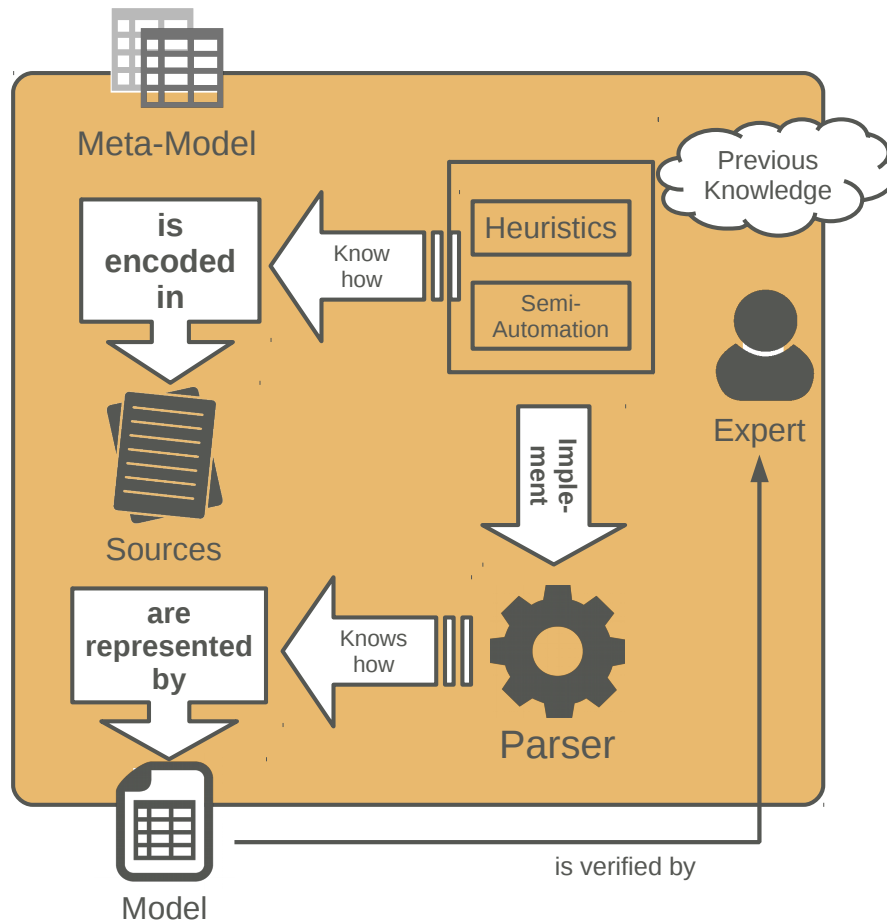 Meta-Model
Previous
Knowledge
is
encoded
in
Know
how
Heuristics
Semi-
Automation
Expert
Imple-
ment
Sources
are
represented
by
Knows
how
Parser
is verified by
Model